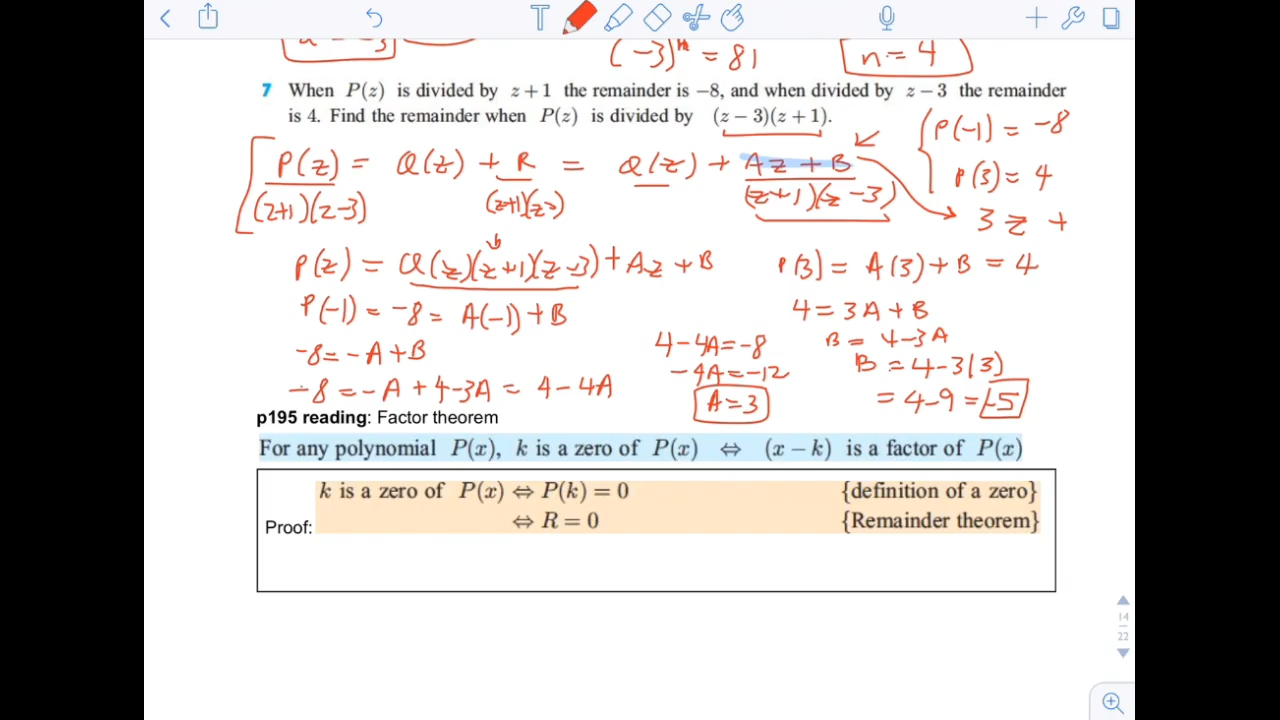 (-3)ⁿ = 81
n = 4
7 When P(z) is divided by z + 1 the remainder is −8, and when divided by z − 3 the remainder
is 4. Find the remainder when P(z) is divided by (z − 3)(z + 1).
P(-1) = -8
P(3) = 4
P(z)/(z+1)(z-3) = Q(z) + R/(z+1)(z-3) = Q(z) + Az + B/(z+1)(z-3)
3z +
P(z) = Q(z)(z+1)(z-3) + Az + B
P(3) = A(3) + B = 4
P(-1) = -8 = A(-1) + B
4 = 3A + B
-8 = -A + B
4 - 4A = -8
B = 4-3A
-4A = -12
B = 4-3(3)
-8 = -A + 4-3A = 4 - 4A
A = 3
= 4-9 = -5
p195 reading: Factor theorem
For any polynomial P(x), k is a zero of P(x) ⇔ (x − k) is a factor of P(x)
k is a zero of P(x) ⇔ P(k) = 0 {definition of a zero}
Proof: ⇔ R = 0 {Remainder theorem}
14
22